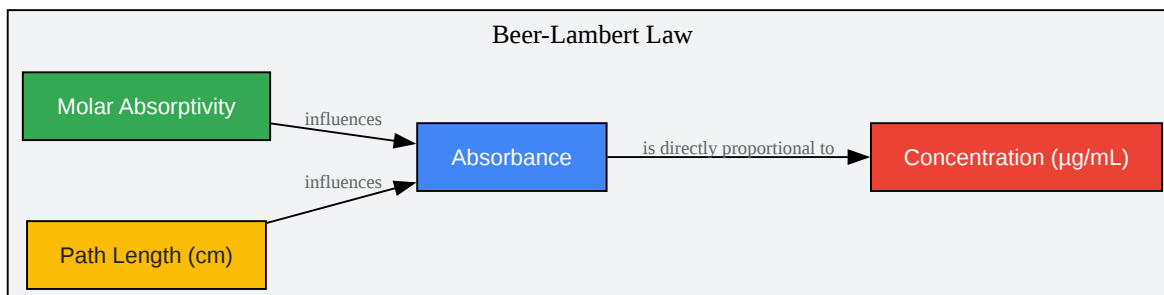 Beer-Lambert Law
Molar Absorptivity
influences
Absorbance
is directly proportional to
Concentration (µg/mL)
influences
Path Length (cm)